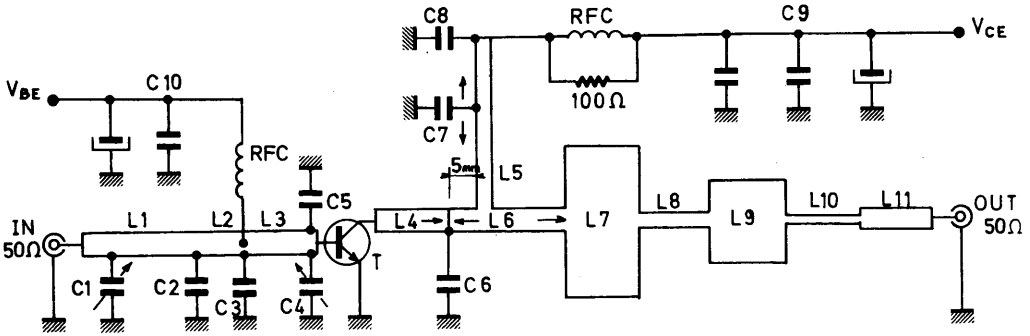 C8
RFC
C9
VCE
100Ω
C7
VBE
C10
RFC
5mm
L5
C5
IN
50Ω
L1
L2
L3
L4
L6
L7
L8
L9
L10
L11
OUT
50Ω
T
C1
C2
C3
C4
C6